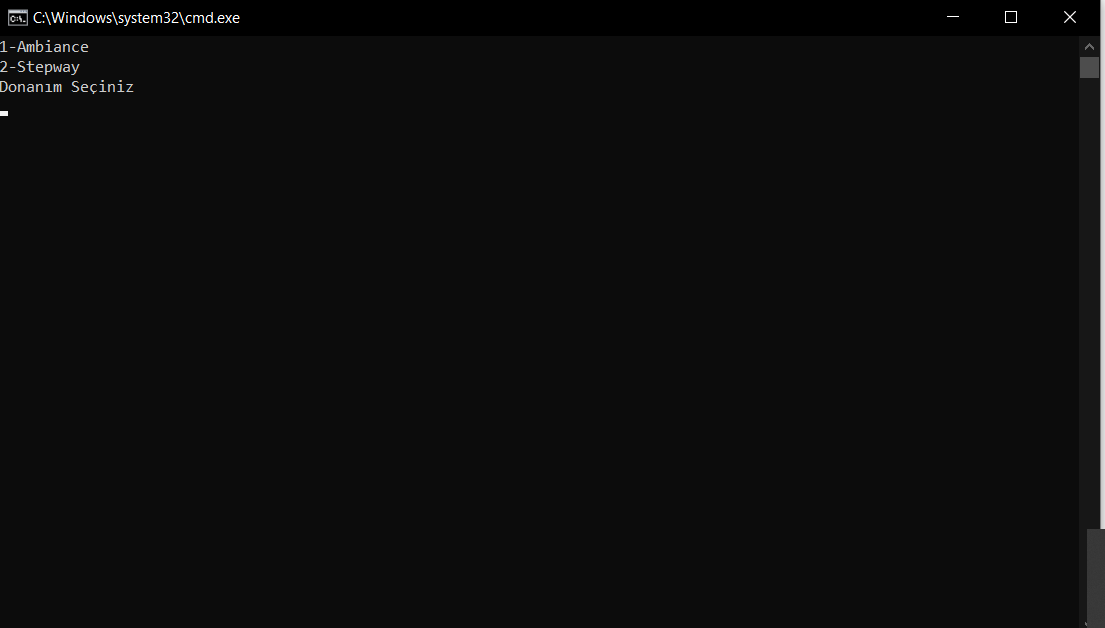 C:\Windows\system32\cmd.exe
1-Ambiance
2-Stepway
Donanım Seçiniz